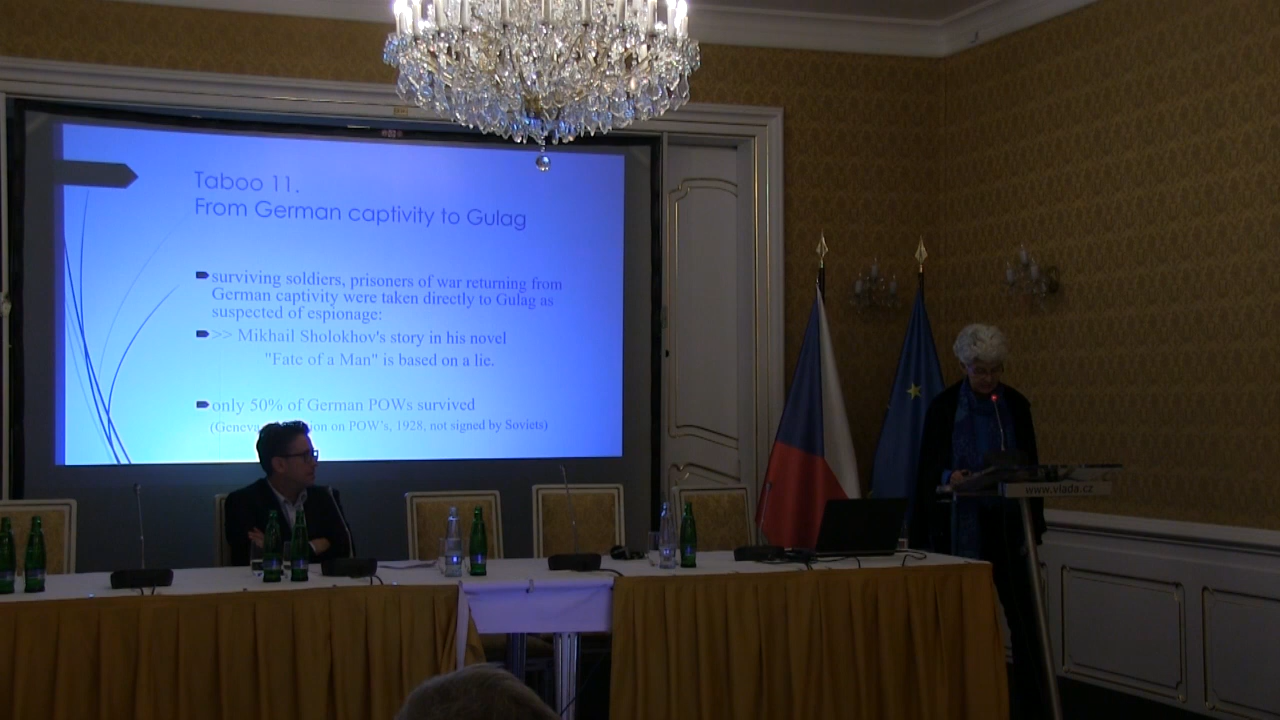 Taboo 11.
From German captivity to Gulag
surviving soldiers, prisoners of war returning from
German captivity were taken directly to Gulag as
suspected of espionage:
>> Mikhail Sholokhov's story in his novel
"Fate of a Man" is based on a lie.
only 50% of German POWs survived
(Geneva on POW's, 1928, not signed by Soviets)
www.vlada.cz